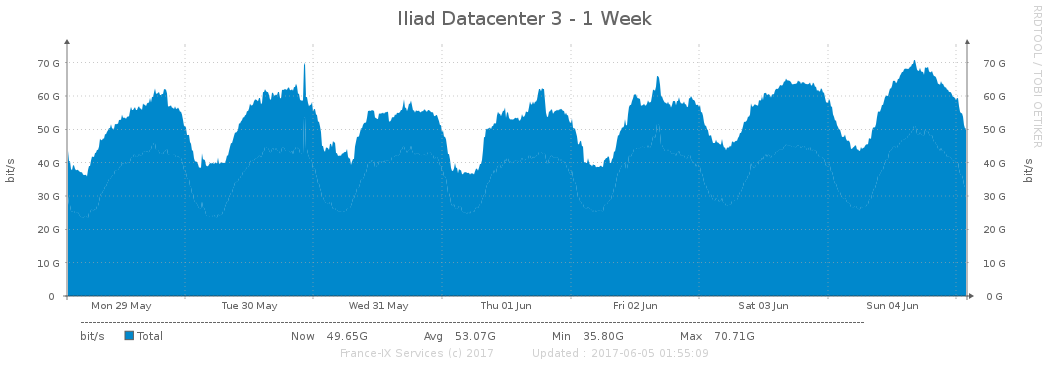 Iliad Datacenter 3 - 1 Week
RRDTOOL / TOBI OETIKER
70 G 70 G
60 G 60 G
50 G 50 G
40 G 40 G
30 G 30 G
20 G 20 G
10 G 10 G
0 0 G
bit/s bit/s
Mon 29 May Tue 30 May Wed 31 May Thu 01 Jun Fri 02 Jun Sat 03 Jun Sun 04 Jun
bit/s Total Now 49.65G Avg 53.07G Min 35.80G Max 70.71G
France-IX Services (c) 2017 Updated : 2017-06-05 01:55:09